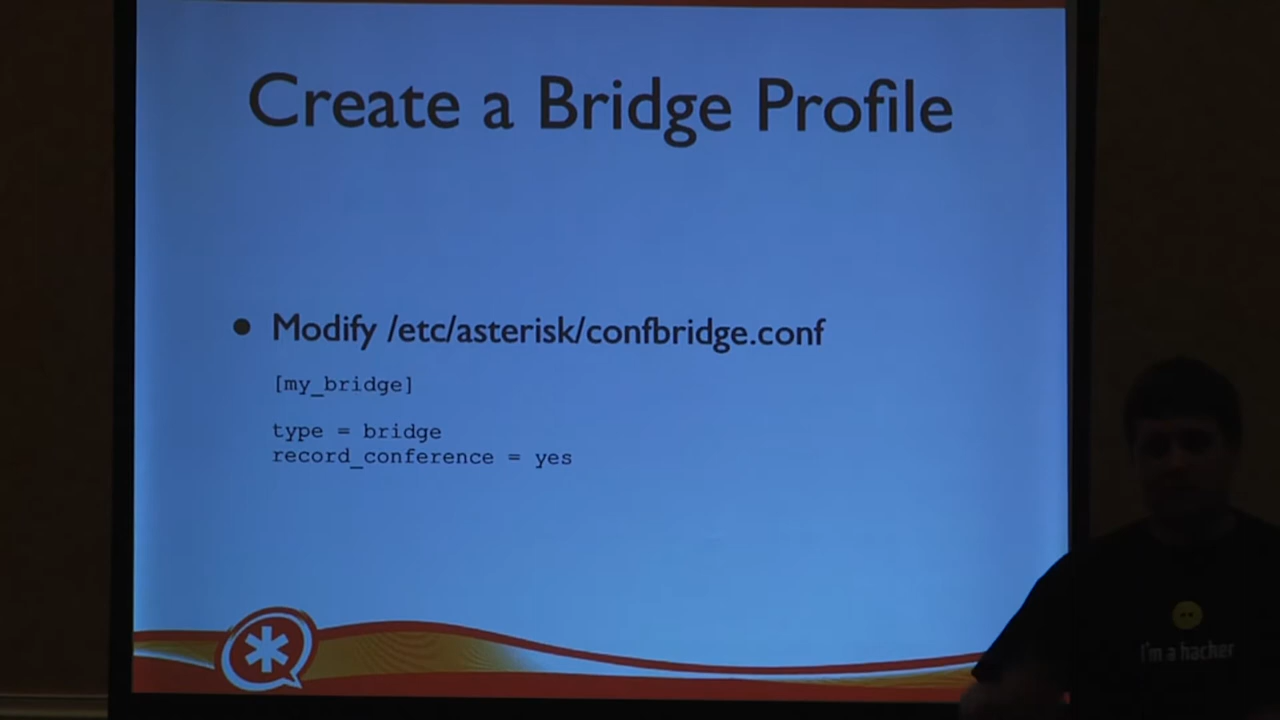 Create a Bridge Profile
• Modify /etc/asterisk/confbridge.conf
[my_bridge]
type = bridge
record_conference = yes
I'm a hacker